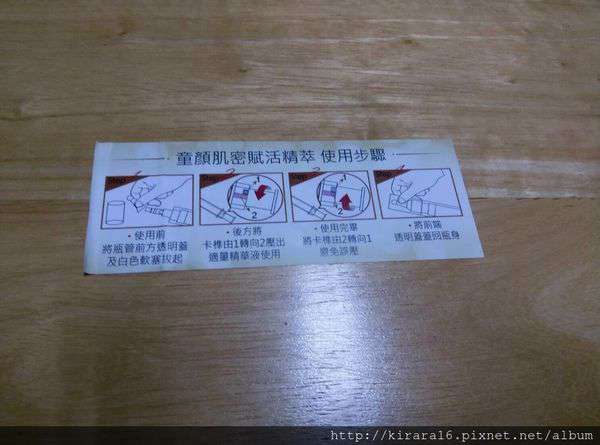 童顏肌密賦活精萃 使用步驟
Step 1
Step 2
Step 3
Step 4
1
2
1
2
• 使用前
將瓶管前方透明蓋
及白色軟塞拔起
• 後方將
卡榫由1轉向2壓出
適量精華液使用
• 使用完畢
將卡榫由2轉向1
避免誤壓
• 將前端
透明蓋蓋回瓶身
http://kirara16.pixnet.net/album